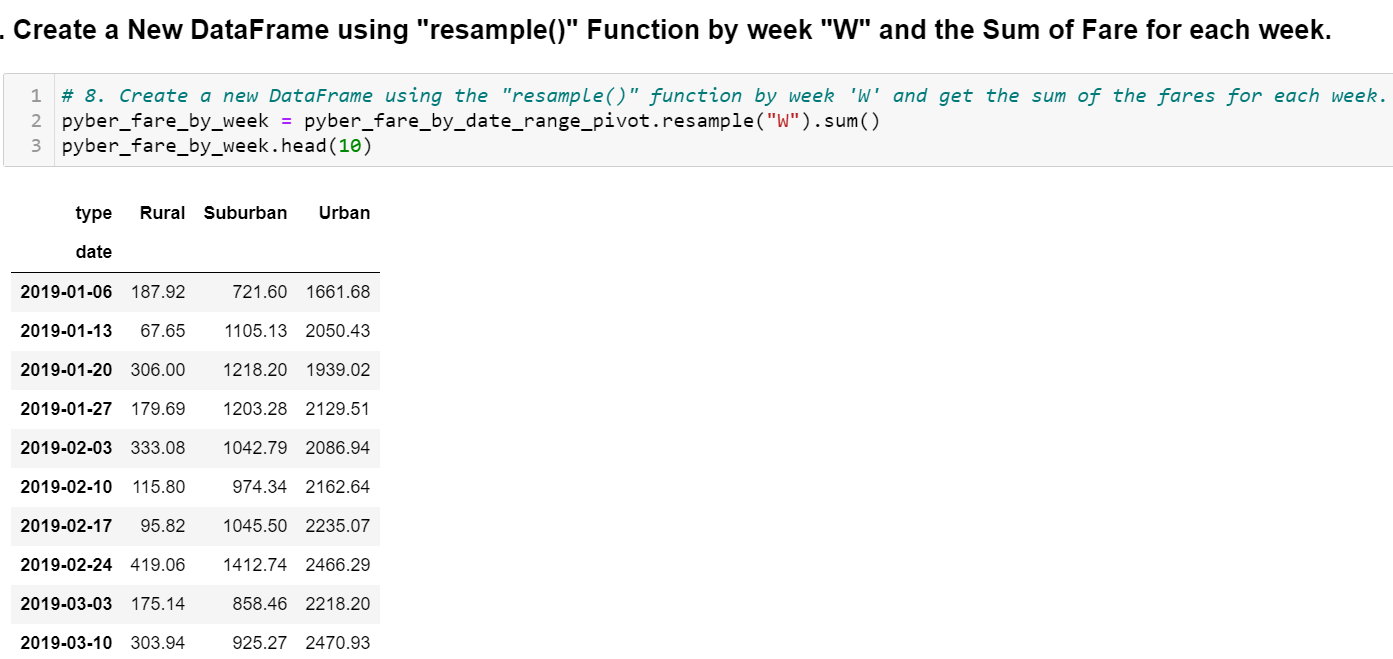 . Create a New DataFrame using "resample()" Function by week "W" and the Sum of Fare for each week.
1 # 8. Create a new DataFrame using the "resample()" function by week 'W' and get the sum of the fares for each week.
2 pyber_fare_by_week = pyber_fare_by_date_range_pivot.resample("W").sum()
3 pyber_fare_by_week.head(10)
type Rural Suburban Urban
date
2019-01-06 187.92 721.60 1661.68
2019-01-13 67.65 1105.13 2050.43
2019-01-20 306.00 1218.20 1939.02
2019-01-27 179.69 1203.28 2129.51
2019-02-03 333.08 1042.79 2086.94
2019-02-10 115.80 974.34 2162.64
2019-02-17 95.82 1045.50 2235.07
2019-02-24 419.06 1412.74 2466.29
2019-03-03 175.14 858.46 2218.20
2019-03-10 303.94 925.27 2470.93